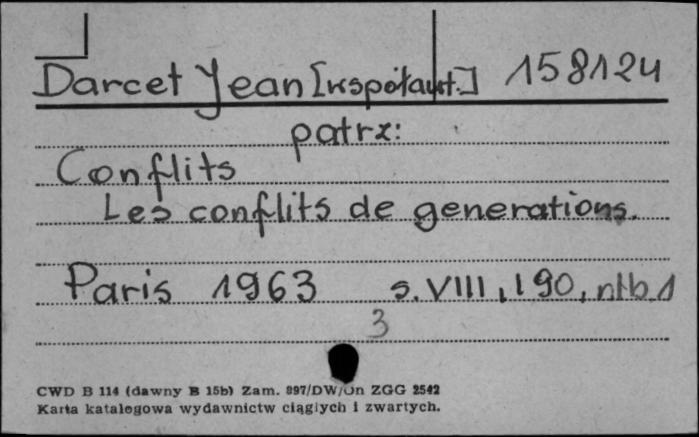 Darcet Jean [współaut.] 158124
patrz:
Conflits
Les conflits de generations.
Paris 1963 s. VIII, 190, nlb. 1
3
CWD B 114 (dawny B 15b) Zam. 897/DW/Dn ZGG 2542
Karta katalogowa wydawnictw ciągłych i zwartych.